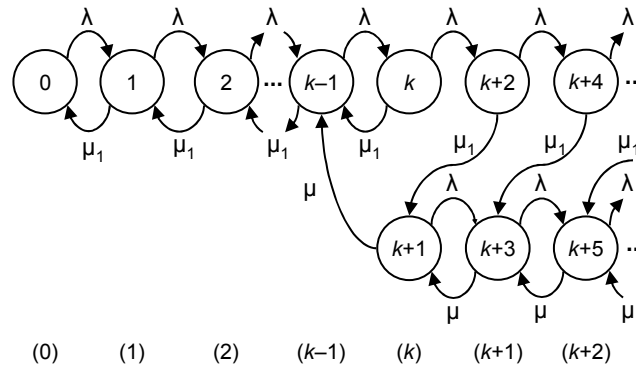 λ λ λ λ λ λ λ
0 1 2 ... k–1 k k+2 k+4 ...
μ1 μ1 μ1 μ1 μ1 μ1 μ1
μ λ λ λ
k+1 k+3 k+5 ...
μ μ μ
(0) (1) (2) (k–1) (k) (k+1) (k+2)